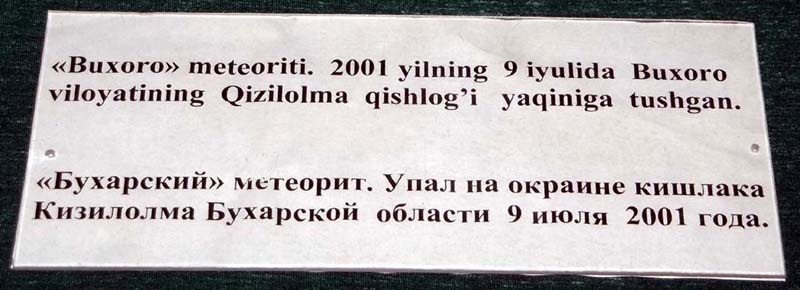 «Buxoro» meteoriti. 2001 yilning 9 iyulida Buxoro
viloyatining Qizilolma qishlog’i yaqiniga tushgan.
«Бухарский» метеорит. Упал на окраине кишлака
Кизилолма Бухарской области 9 июля 2001 года.